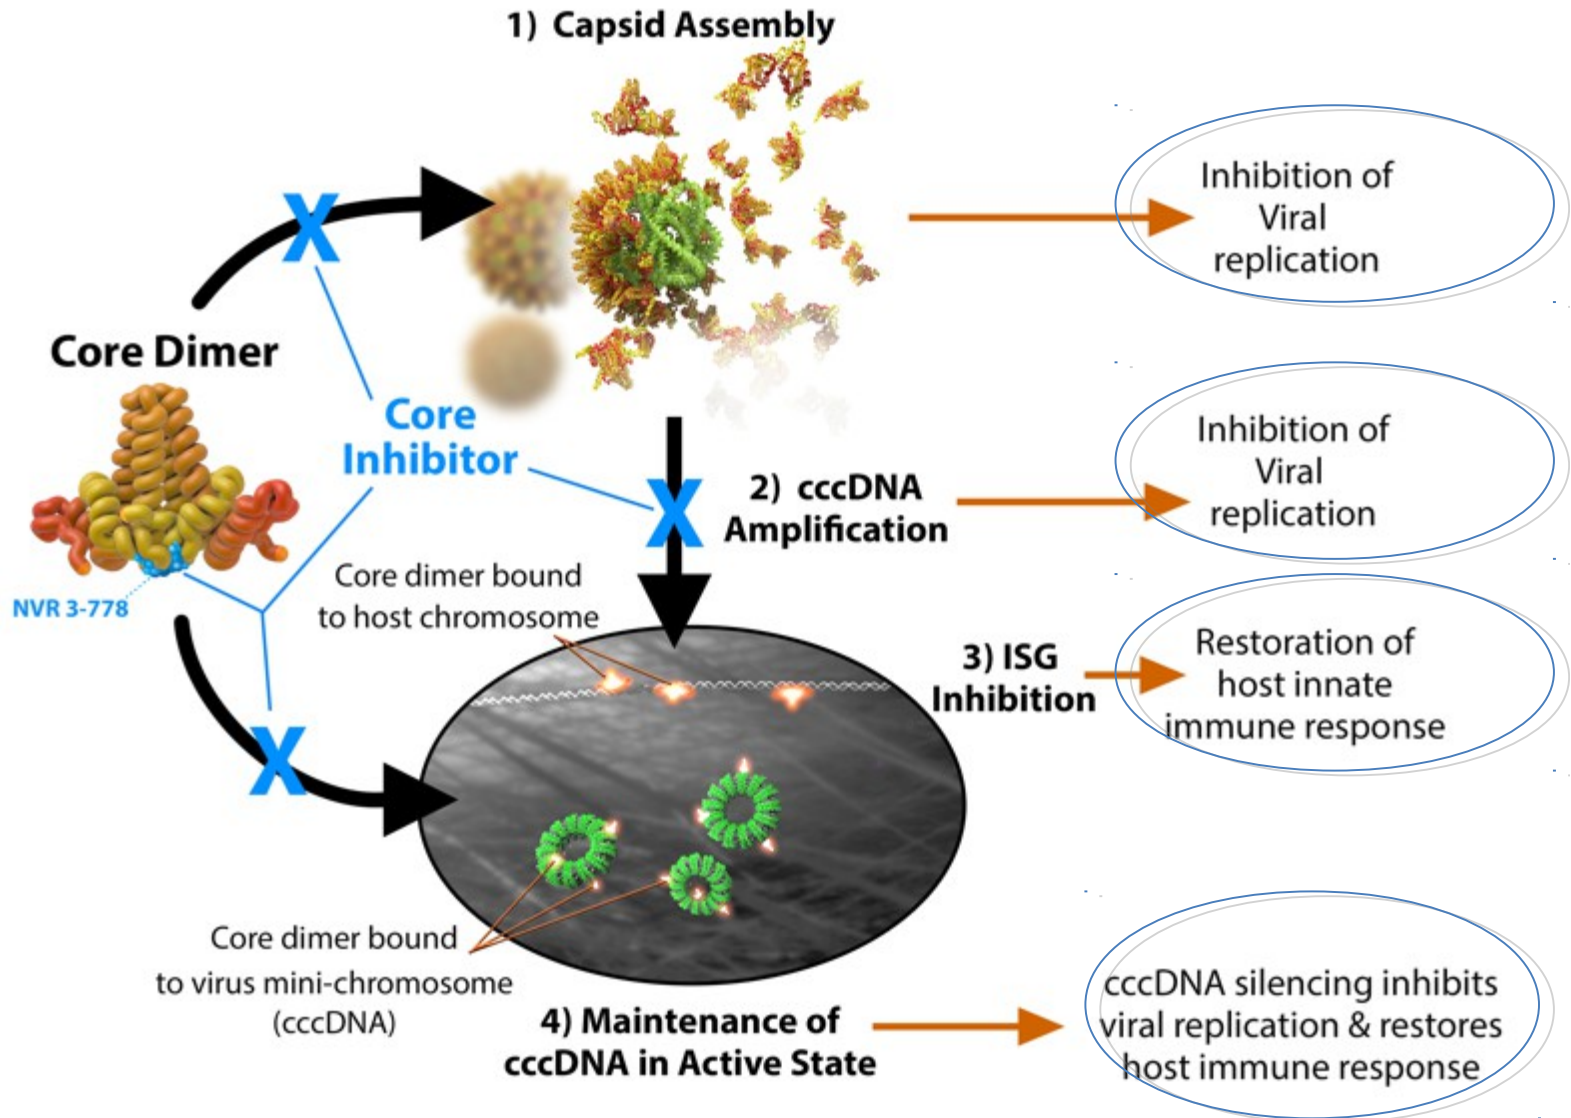 1) Capsid Assembly
Inhibition of
Viral
replication
Core Dimer
Core
Inhibitor
NVR 3-778
2) cccDNA
Amplification
Inhibition of
Viral
replication
Core dimer bound
to host chromosome
3) ISG
Inhibition
Restoration of
host innate
immune response
Core dimer bound
to virus mini-chromosome
(cccDNA)
4) Maintenance of
cccDNA in Active State
cccDNA silencing inhibits
viral replication & restores
host immune response
X
X
X